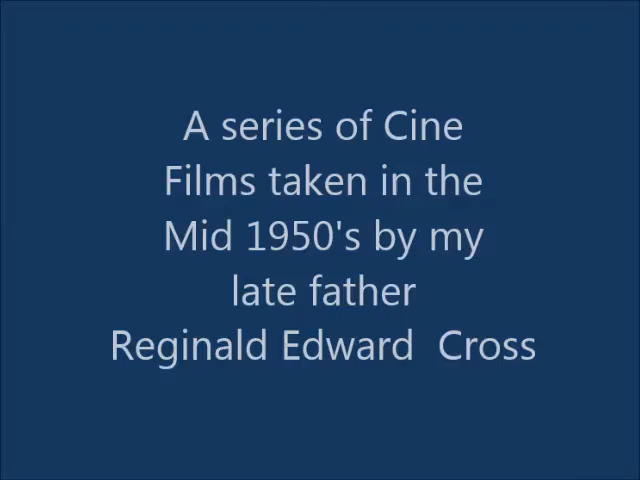 A series of Cine
Films taken in the
Mid 1950's by my
late father
Reginald Edward  Cross